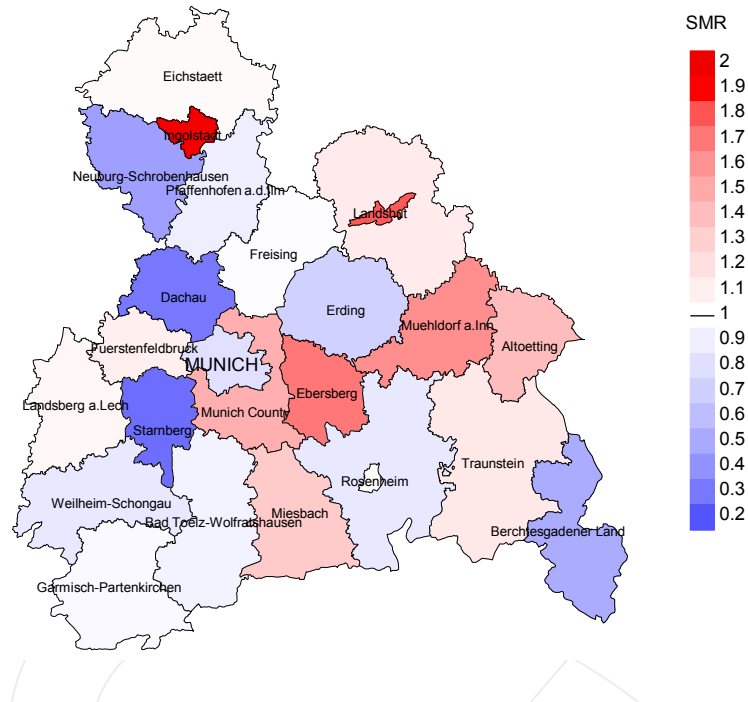 SMR
2
1.9
1.8
1.7
1.6
1.5
1.4
1.3
1.2
1.1
1
0.9
0.8
0.7
0.6
0.5
0.4
0.3
0.2
Eichstaett
Ingolstadt
Neuburg-Schrobenhausen
Pfaffenhofen a.d.Ilm
Landshut
Freising
Dachau
Erding
Muehldorf a.Inn
Altoetting
Fuerstenfeldbruck
MUNICH
Ebersberg
Landsberg a.Lech
Munich County
Starnberg
Traunstein
Rosenheim
Weilheim-Schongau
Miesbach
Bad Toelz-Wolfratshausen
Berchtesgadener Land
Garmisch-Partenkirchen